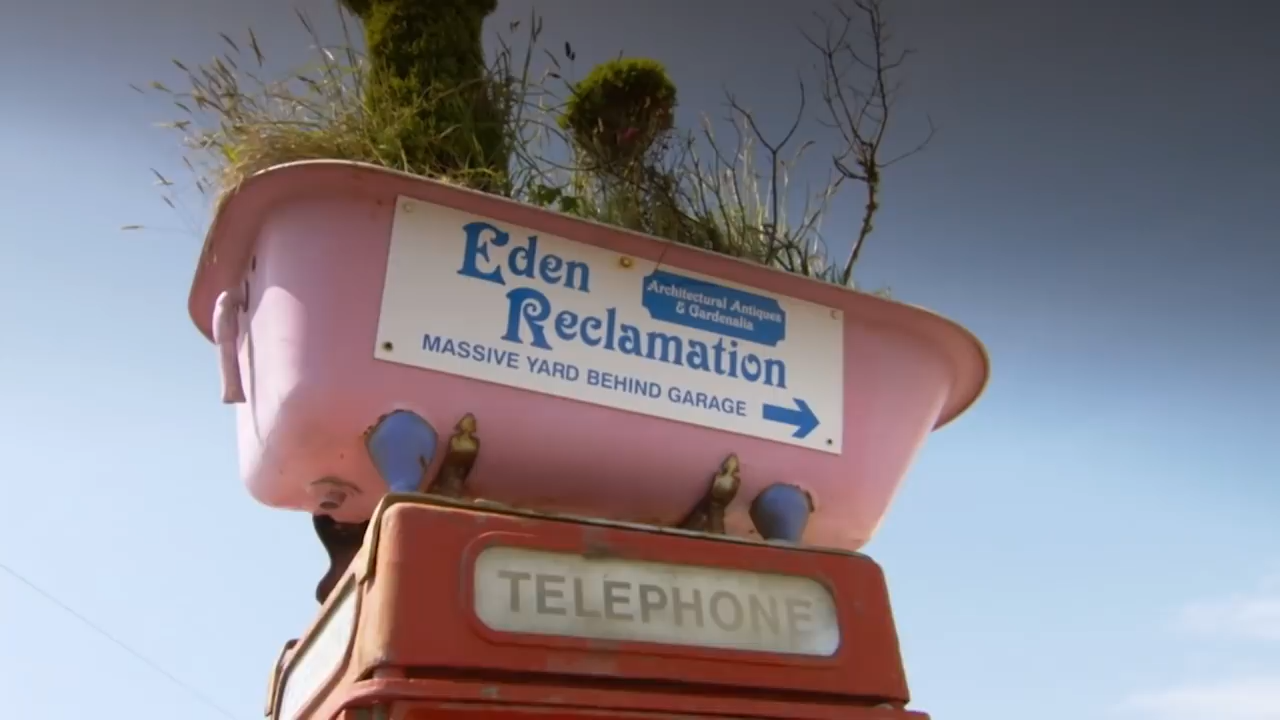 Eden
Architectural Antiques
& Gardenalia
Reclamation
MASSIVE YARD BEHIND GARAGE
TELEPHONE